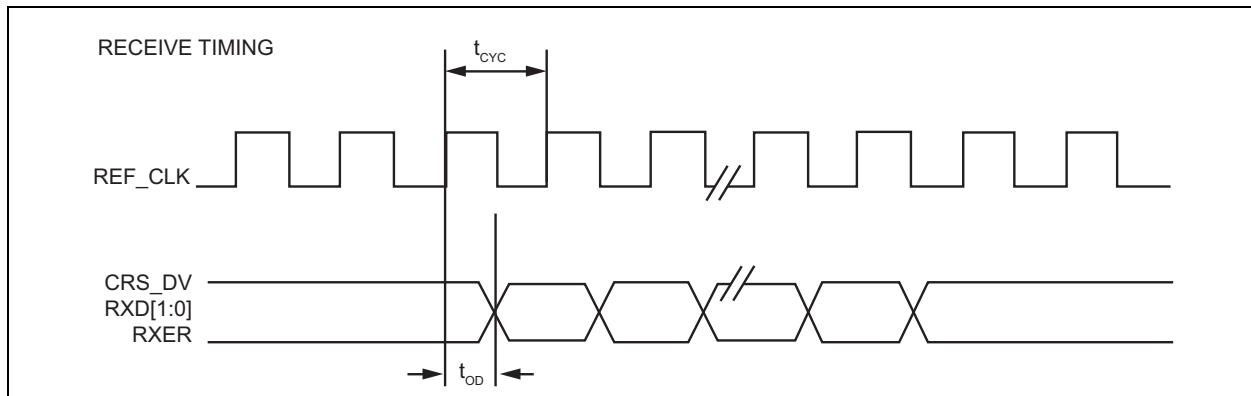 RECEIVE TIMING
tCYC
REF_CLK
CRS_DV
RXD[1:0]
RXER
tOD